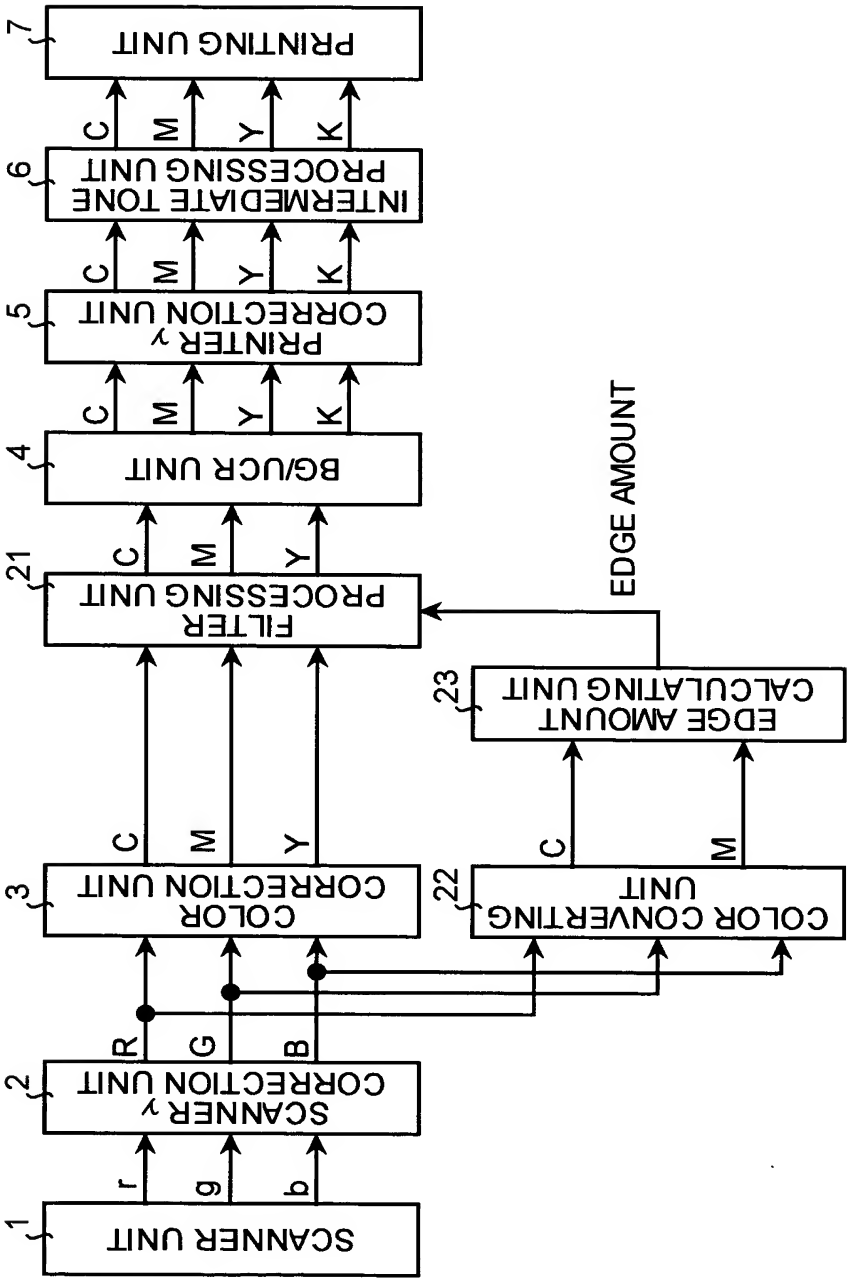 1
SCANNER UNIT
r
g
b
2
SCANNER γ
CORRECTION UNIT
R
G
B
3
COLOR
CORRECTION UNIT
C
M
Y
22
COLOR CONVERTING
UNIT
C
M
23
EDGE AMOUNT
CALCULATING UNIT
EDGE AMOUNT
21
FILTER
PROCESSING UNIT
C
M
Y
4
BG/UCR UNIT
C
M
Y
K
5
PRINTER γ
CORRECTION UNIT
C
M
Y
K
6
INTERMEDIATE TONE
PROCESSING UNIT
C
M
Y
K
7
PRINTING UNIT